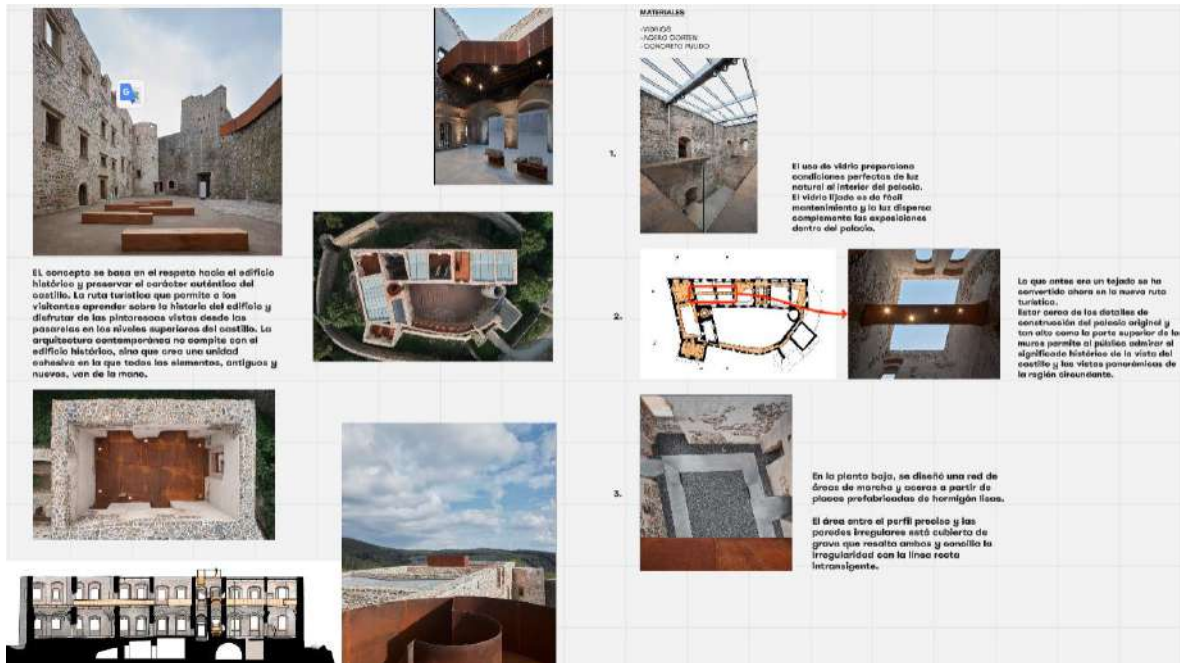 EL concepto se basa en el respeto hacia el edificio
histórico y preservar el carácter auténtico del
castillo. La ruta turística que permite a los
visitantes aprender sobre la historia del edificio y
disfrutar de las pintorescas vistas desde las
pasarelas en los niveles superiores del castillo. La
arquitectura contemporánea no compite con el
edificio histórico, sino que crea una unidad
cohesiva en la que todos los elementos, antiguos y
nuevos, van de la mano.
MATERIALES
-VIDRIOS
-ACERO CORTEN
-CONCRETO PULIDO
1.
El uso de vidrio proporciona
condiciones perfectas de luz
natural al interior del palacio.
El vidrio lijado es de fácil
mantenimiento y la luz dispersa
complementa las exposiciones
dentro del palacio.
2.
Lo que antes era un tejado se ha
convertido ahora en la nueva ruta
turística.
Estar cerca de los detalles de
construcción del palacio original y
tan alto como la parte superior de los
muros permite al público admirar el
significado histórico de la vista del
castillo y las vistas panorámicas de
la región circundante.
3.
En la planta baja, se diseñó una red de
áreas de marcha y aceras a partir de
placas prefabricadas de hormigón lisas.
El área entre el perfil preciso y las
paredes irregulares está cubierta de
grava que resalta ambos y concilia la
irregularidad con la línea recta
intransigente.